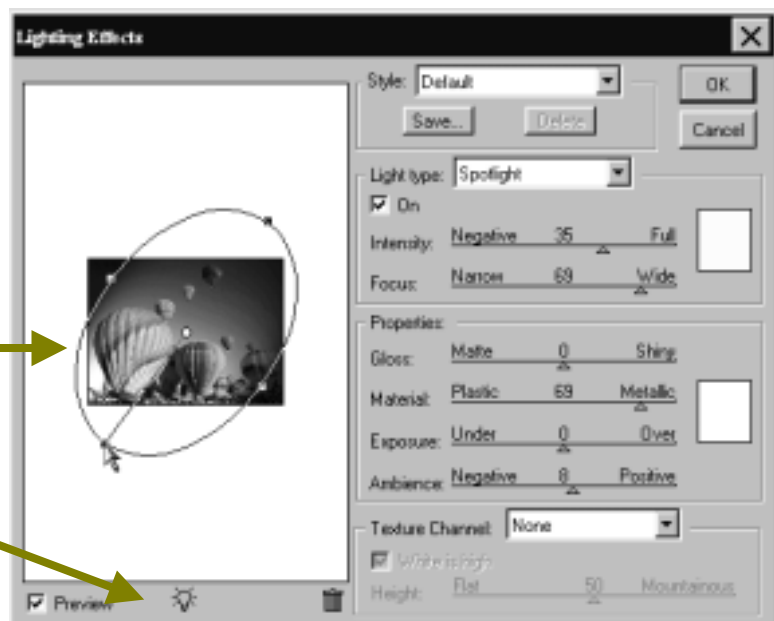 Lighting Effects
Style: Default
OK
Save... Delete
Cancel
Light type: Spotlight
On
Intensity: Negative 35 Full
Focus: Narrow 69 Wide
Properties:
Gloss: Matte 0 Shiny
Material: Plastic 69 Metallic
Exposure: Under 0 Over
Ambience: Negative 8 Positive
Texture Channel: None
White is high
Height: Flat 50 Mountainous
Preview